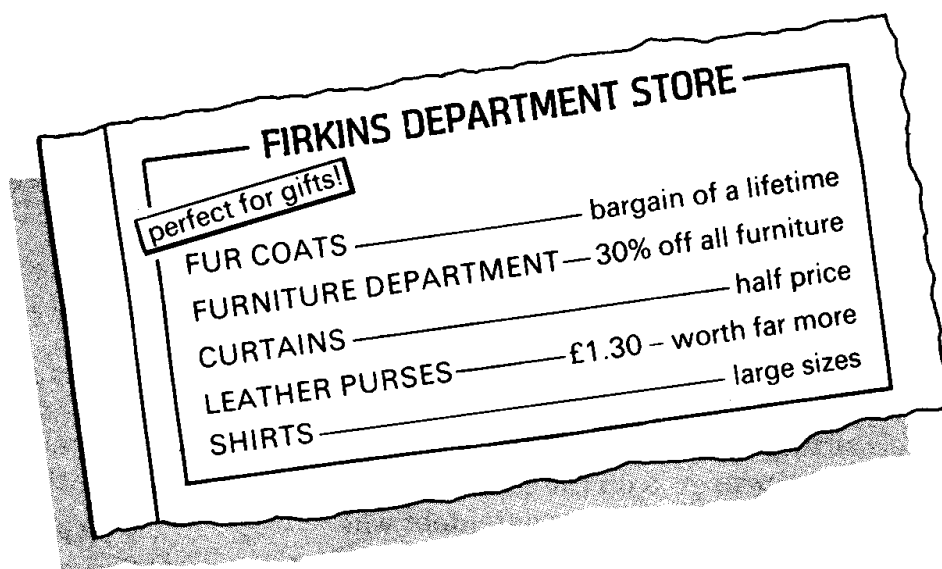 FIRKINS DEPARTMENT STORE
perfect for gifts!
FUR COATS bargain of a lifetime
FURNITURE DEPARTMENT — 30% off all furniture
CURTAINS half price
LEATHER PURSES £1.30 – worth far more
SHIRTS large sizes